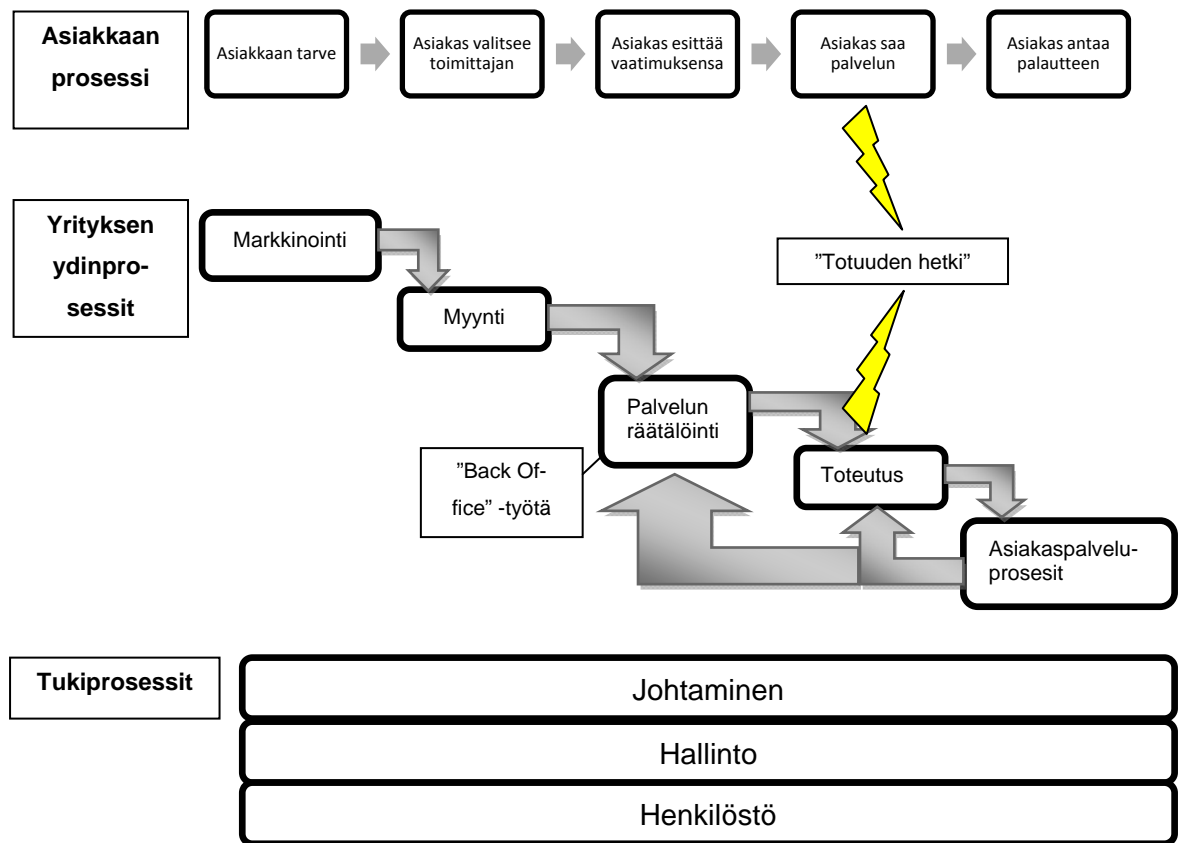 Asiakkaan
prosessi
Asiakkaan tarve
Asiakas valitsee
toimittajan
Asiakas esittää
vaatimuksensa
Asiakas saa
palvelun
Asiakas antaa
palautteen
Yrityksen
ydinpro-
sessit
Markkinointi
Myynti
Palvelun
räätälöinti
"Back Of-
fice" -työtä
”Totuuden hetki”
Toteutus
Asiakaspalvelu-
prosesit
Tukiprosessit
Johtaminen
Hallinto
Henkilöstö